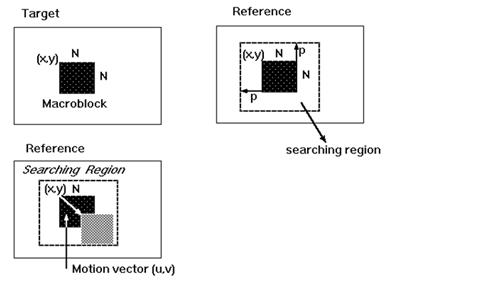 Target
N
(x,y)
N
Macroblock
Reference
(x,y) N p
N
p
searching region
Reference
Searching Region
(x,y) N
Motion vector (u,v)